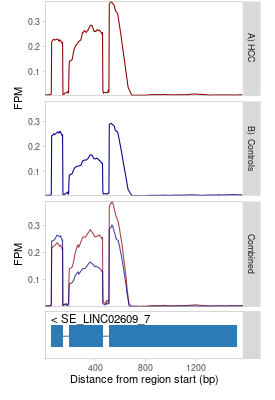 0.3
0.2
0.1
A) HCC
FPM
0.3
0.2
0.1
B) Controls
0.3
0.2
0.1
FPM
Combined
< SE_LINC02609_7
400 800 1200
Distance from region start (bp)